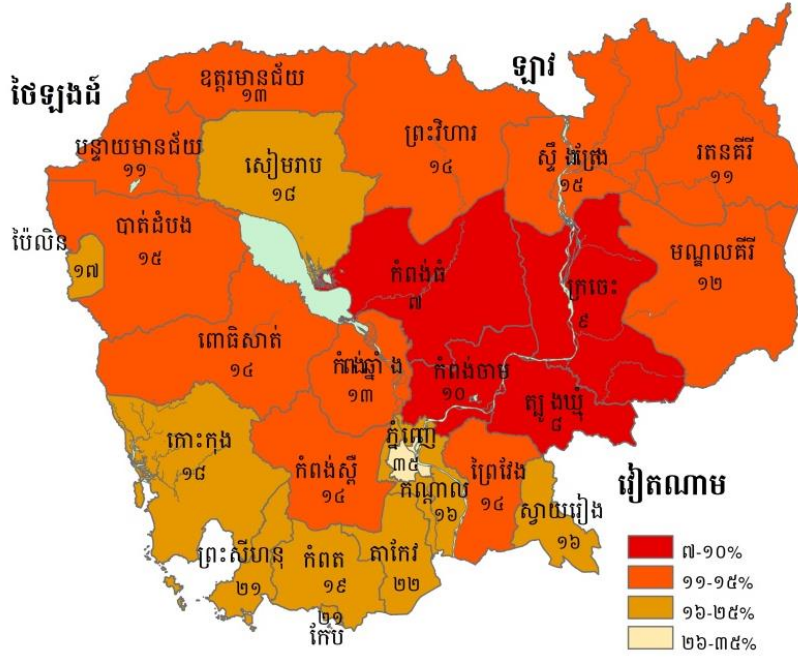 ថៃឡងដ៍
ឡាវ
ឧត្តរមានជ័យ
១៣
បន្ទាយមានជ័យ
១១
សៀមរាប
១៨
ព្រះវិហារ
១៤
ស្ទឹងត្រែង
១៥
រតនគីរី
១១
ប៉ៃលិន
១៧
បាត់ដំបង
១៥
កំពង់ធំ
៧
ក្រចេះ
៩
មណ្ឌលគីរី
១២
ពោធិសាត់
១៤
កំពង់ឆ្នាំង
១៣
កំពង់ចាម
១០
ត្បូងឃ្មុំ
៨
កោះកុង
១៨
កំពង់ស្ពឺ
១៤
ភ្នំពេញ
៣៥
កណ្តាល
១៦
ព្រៃវែង
១៤
ស្វាយរៀង
១៦
វៀតណាម
ព្រះសីហនុ
២១
កំពត
១៩
តាកែវ
២២
២១
កែប
៧-១០%
១១-១៥%
១៦-២៥%
២៦-៣៥%